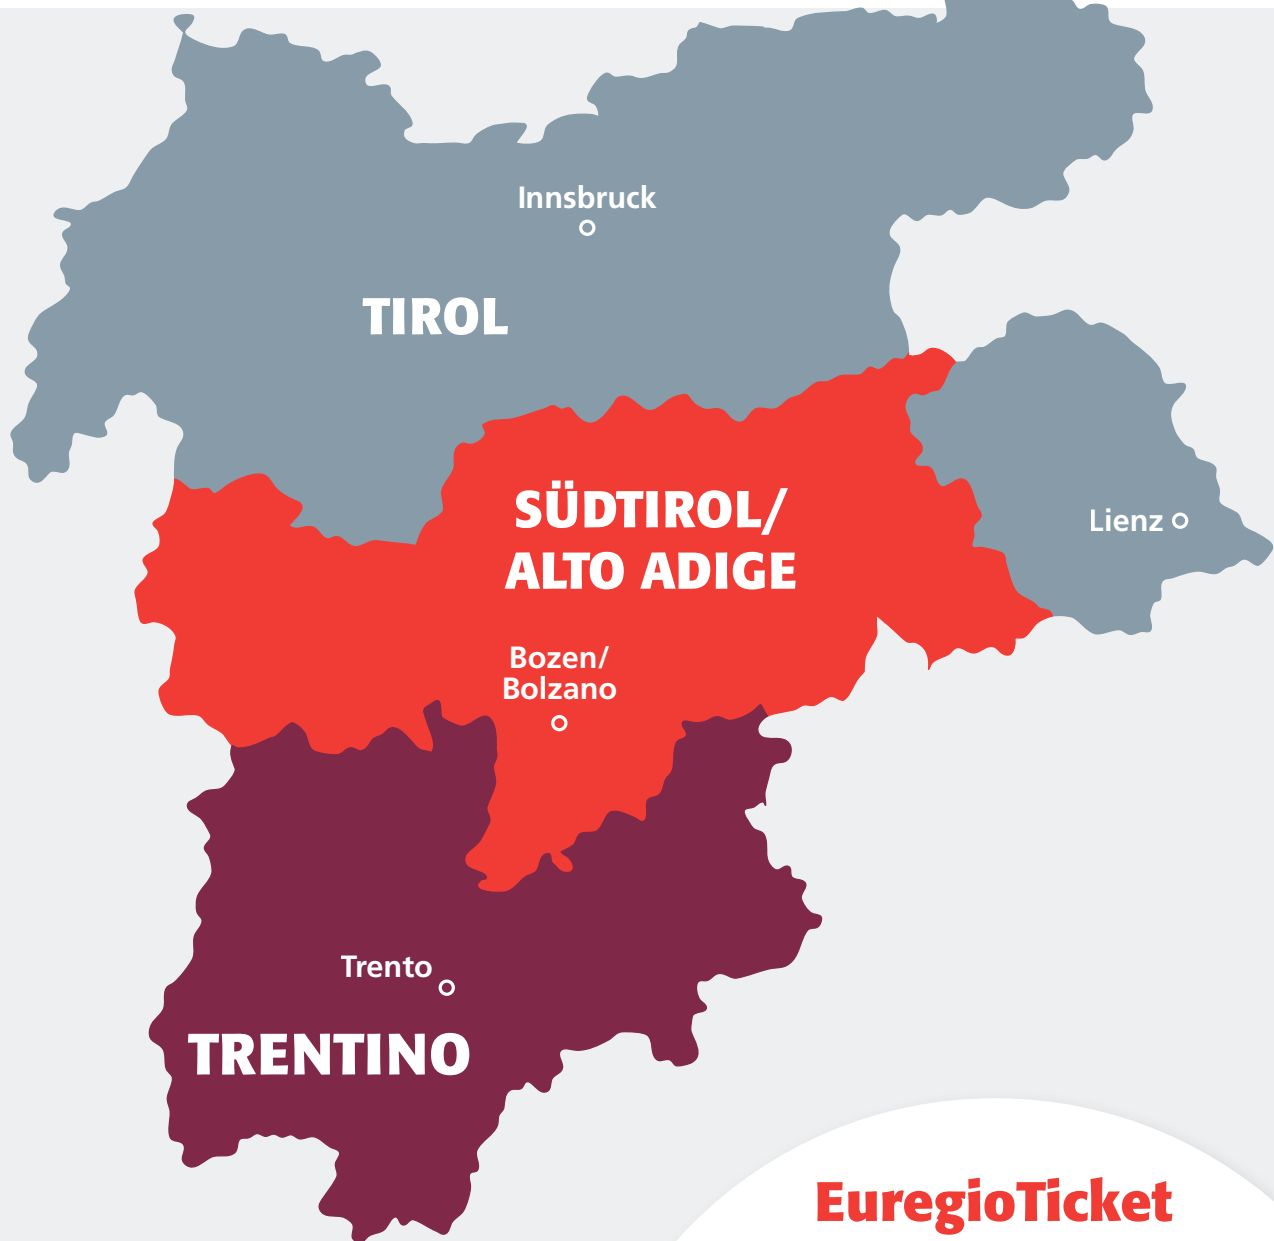 Innsbruck
TIROL
SÜDTIROL/
ALTO ADIGE
Lienz
Bozen/
Bolzano
Trento
TRENTINO
EuregioTicket